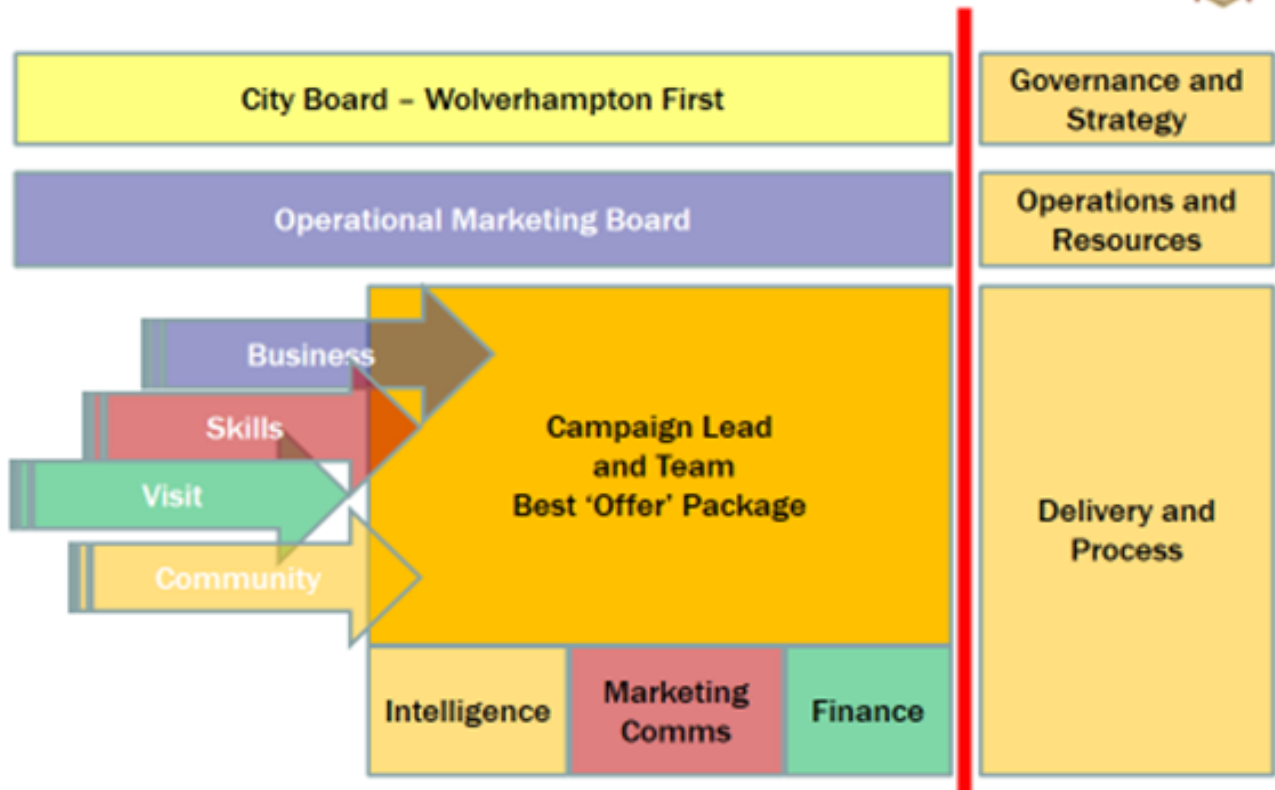 City Board – Wolverhampton First
Governance and
Strategy
Operational Marketing Board
Operations and
Resources
Business
Skills
Visit
Community
Campaign Lead
and Team
Best ‘Offer’ Package
Delivery and
Process
Intelligence
Marketing
Comms
Finance